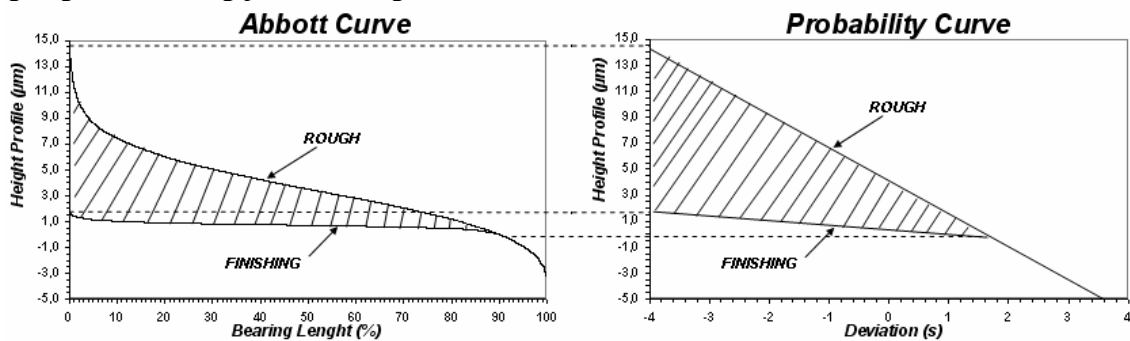 Abbott Curve
Height Profile (µm)
15,0
13,0
11,0
9,0
7,0
5,0
3,0
1,0
-1,0
-3,0
-5,0
ROUGH
FINISHING
0 10 20 30 40 50 60 70 80 90 100
Bearing Lenght (%)
Probability Curve
Height Profile (µm)
15,0
13,0
11,0
9,0
7,0
5,0
3,0
1,0
-1,0
-3,0
-5,0
ROUGH
FINISHING
-4 -3 -2 -1 0 1 2 3 4
Deviation (s)